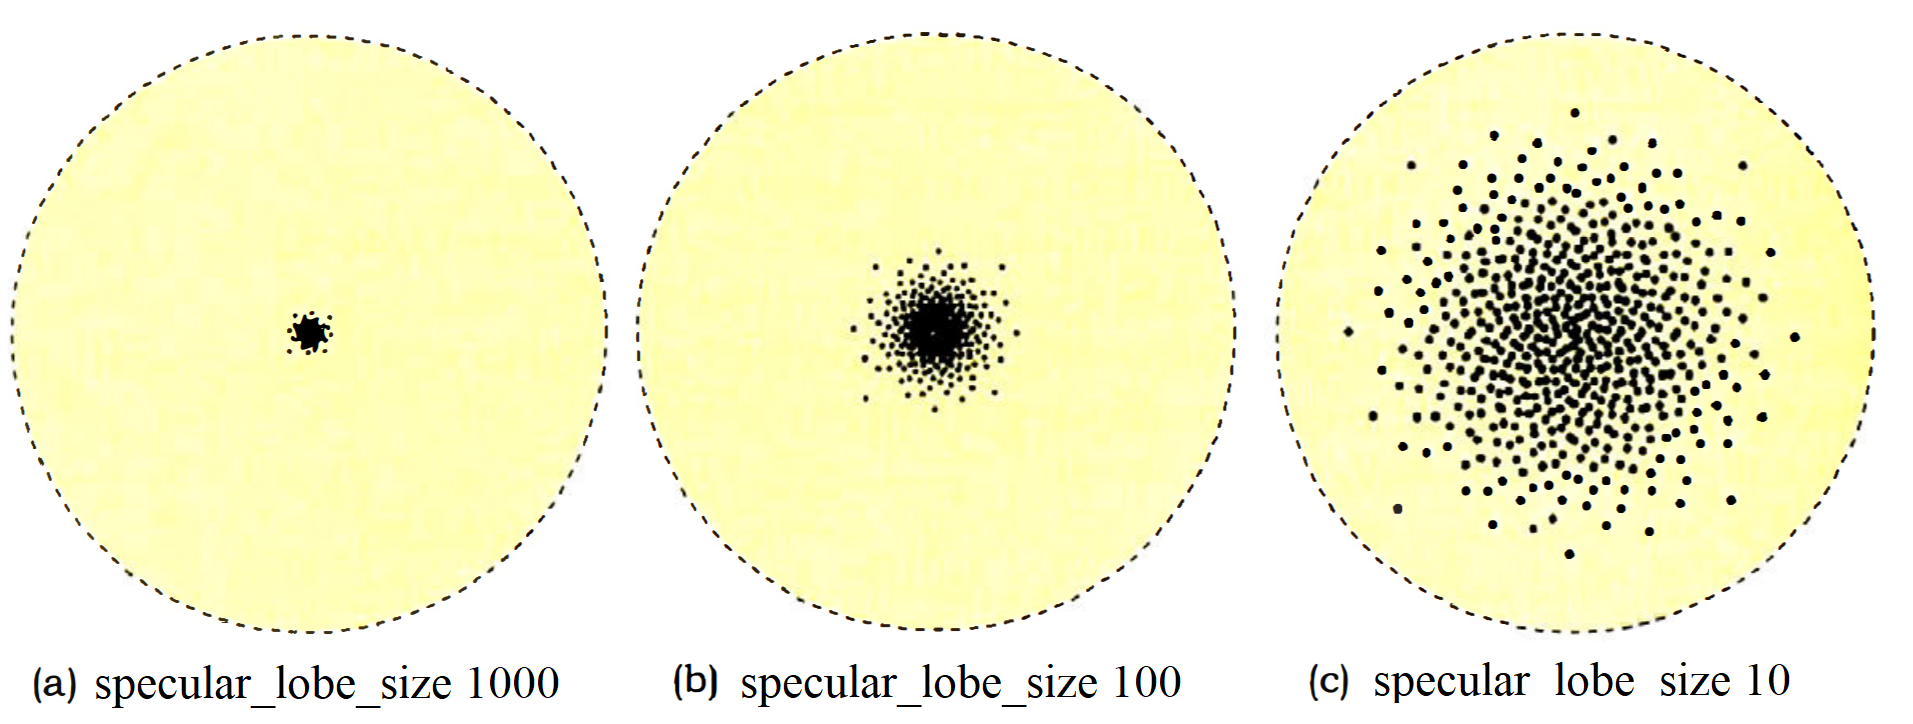 (a) specular_lobe_size 1000
(b) specular_lobe_size 100
(c) specular lobe size 10